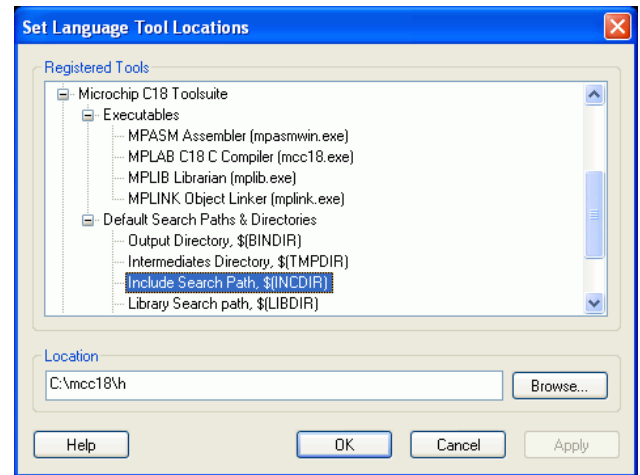 Set Language Tool Locations
Registered Tools
Microchip C18 Toolsuite
Executables
MPASM Assembler (mpasmwin.exe)
MPLAB C18 C Compiler (mcc18.exe)
MPLIB Librarian (mplib.exe)
MPLINK Object Linker (mplink.exe)
Default Search Paths & Directories
Output Directory, $(BINDIR)
Intermediates Directory, $(TMPDIR)
Include Search Path, $(INCDIR)
Library Search path, $(LIBDIR)
Location
C:\mcc18\h
Browse...
Help
OK
Cancel
Apply